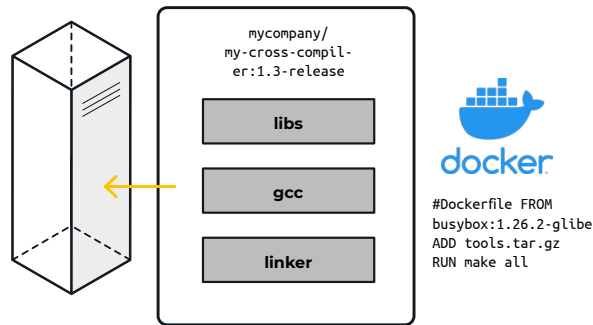 mycompany/
my-cross-compil-
er:1.3-release
libs
gcc
linker
docker
#Dockerfile FROM
busybox:1.26.2-glibe
ADD tools.tar.gz
RUN make all